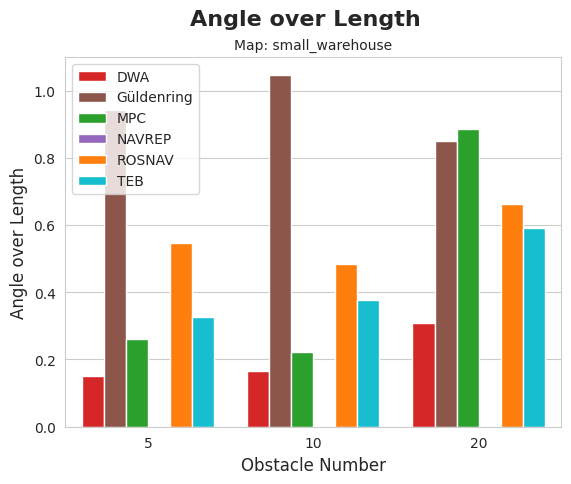 Angle over Length
Map: small_warehouse
DWA
Güldenring
MPC
NAVREP
ROSNAV
TEB
1.0
0.8
0.6
0.4
0.2
0.0
Angle over Length
5 10 20
Obstacle Number